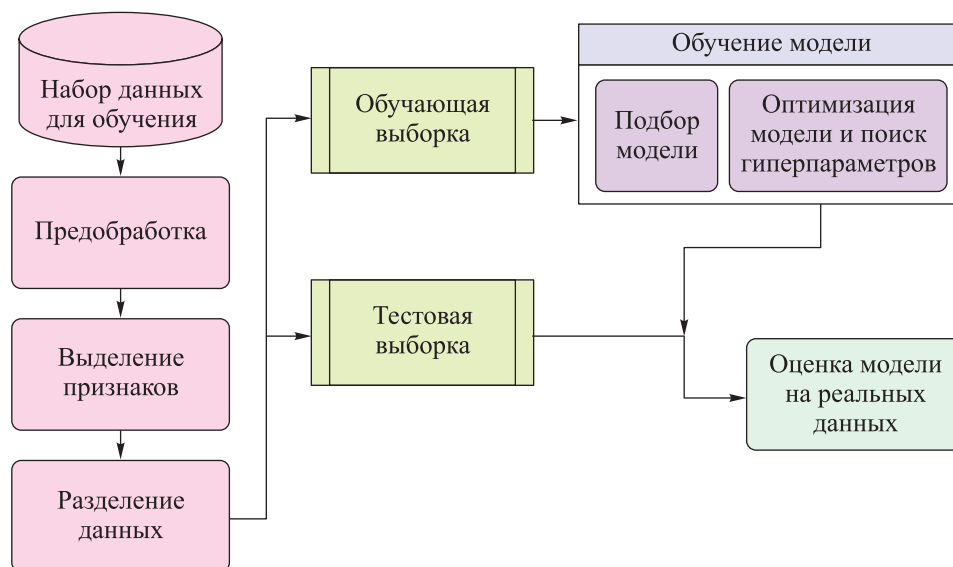 Набор данных
для обучения
Предобработка
Выделение
признаков
Разделение
данных
Обучающая
выборка
Тестовая
выборка
Обучение модели
Подбор
модели
Оптимизация
модели и поиск
гиперпараметров
Оценка модели
на реальных
данных